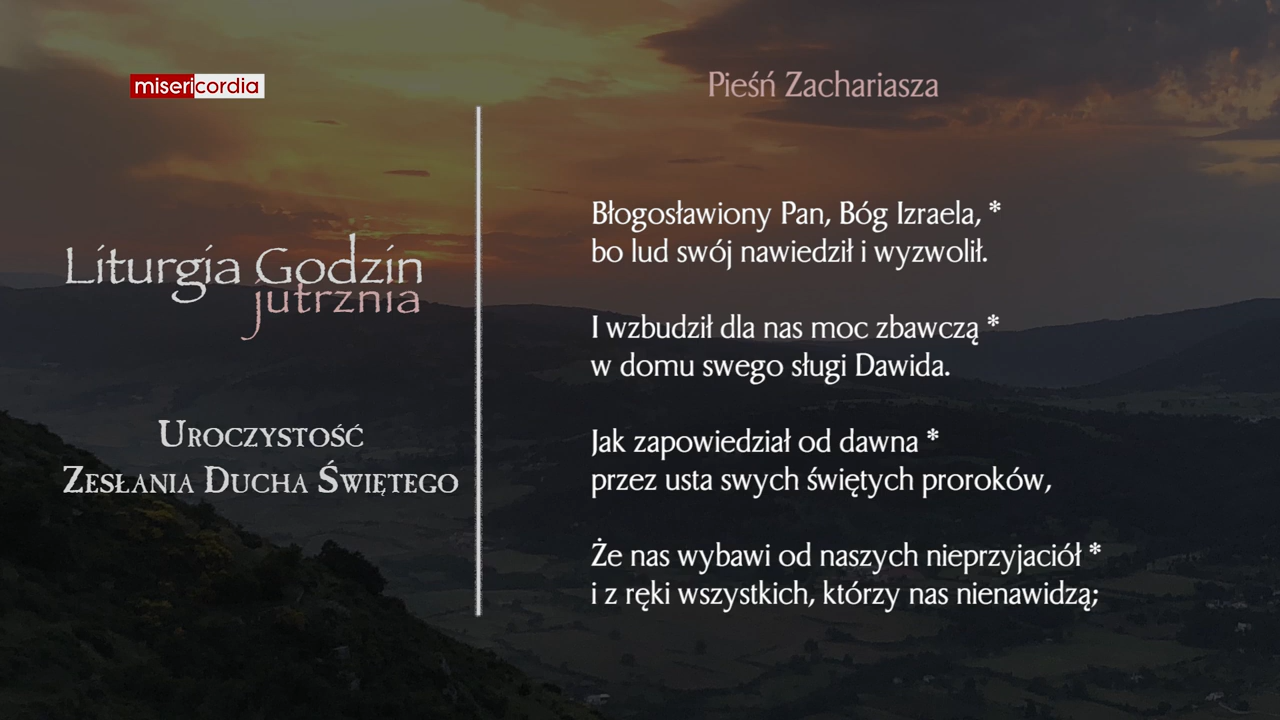 misericordia
Liturgia Godzin
jutrznia
Uroczystość
Zesłania Ducha Świętego
Pieśń Zachariasza
Błogosławiony Pan, Bóg Izraela, *
bo lud swój nawiedził i wyzwolił.
I wzbudził dla nas moc zbawczą *
w domu swego sługi Dawida.
Jak zapowiedział od dawna *
przez usta swych świętych proroków,
Że nas wybawi od naszych nieprzyjaciół *
i z ręki wszystkich, którzy nas nienawidzą;